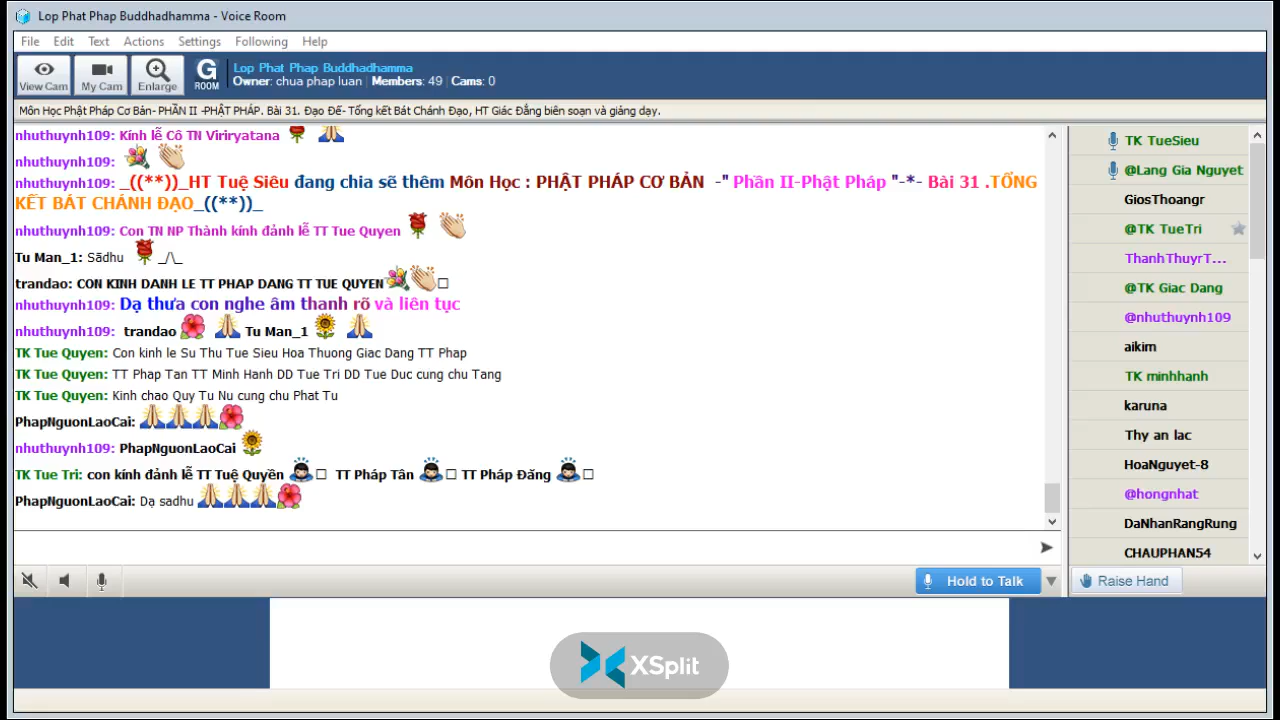 Lop Phat Phap Buddhadhamma - Voice Room
File Edit Text Actions Settings Following Help
View Cam My Cam Enlarge G ROOM Lop Phat Phap Buddhadhamma
Owner: chua phap luan Members: 49 Cams: 0
Môn Học Phật Pháp Cơ Bản- PHẦN II -PHẬT PHÁP. Bài 31. Đạo Đế- Tổng kết Bát Chánh Đạo, HT Giác Đẳng biên soạn và giảng dạy.
nhuthuynh109: Kính lễ Cô TN Viriryatana
nhuthuynh109:
nhuthuynh109: _((**))_HT Tuệ Siêu đang chia sẽ thêm Môn Học : PHẬT PHÁP CƠ BẢN -" Phần II-Phật Pháp "-*- Bài 31 .TỔNG
KẾT BÁT CHÁNH ĐẠO_((**))_
nhuthuynh109: Con TN NP Thành kính đảnh lễ TT Tue Quyen
Tu Man_1: Sādhu _/\_
trandao: CON KINH DANH LE TT PHAP DANG TT TUE QUYEN
nhuthuynh109: Dạ thưa con nghe âm thanh rõ và liên tục
nhuthuynh109: trandao Tu Man_1
TK Tue Quyen: Con kinh le Su Thu Tue Sieu Hoa Thuong Giac Dang TT Phap
TK Tue Quyen: TT Phap Tan TT Minh Hanh DD Tue Tri DD Tue Duc cung chu Tang
TK Tue Quyen: Kinh chao Quy Tu Nu cung chu Phat Tu
PhapNguonLaoCai:
nhuthuynh109: PhapNguonLaoCai
TK Tue Tri: con kính đảnh lễ TT Tuệ Quyền TT Pháp Tân TT Pháp Đăng
PhapNguonLaoCai: Dạ sadhu
TK TueSieu
@Lang Gia Nguyet
GiosThoangr
@TK TueTri
ThanhThuyrT...
@TK Giac Dang
@nhuthuynh109
aikim
TK minhhanh
karuna
Thy an lac
HoaNguyet-8
@hongnhat
DaNhanRangRung
CHAUPHAN54
Hold to Talk
Raise Hand
XSplit